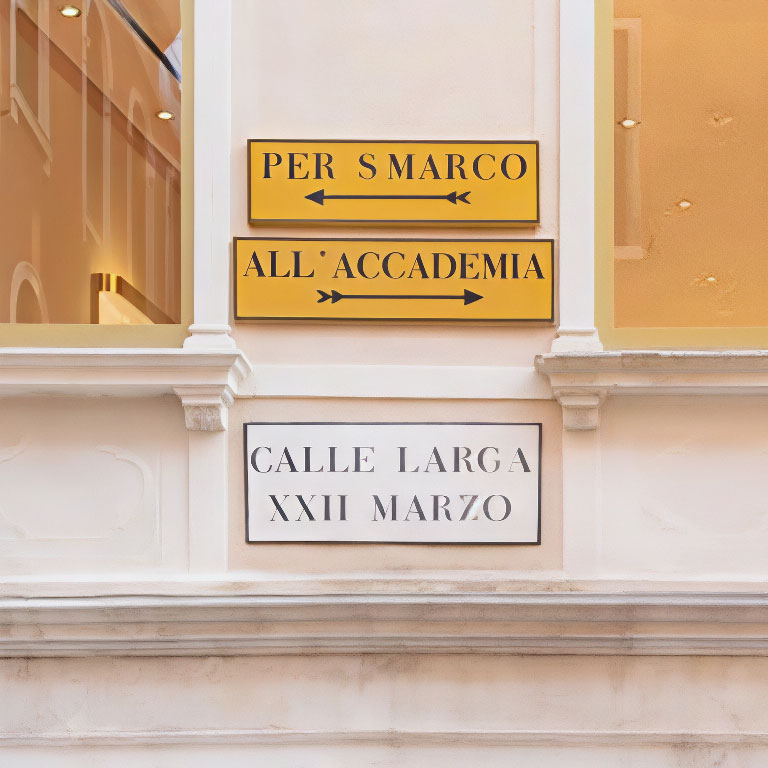 PER S MARCO
ALL'ACCADEMIA
CALLE LARGA
XXII MARZO